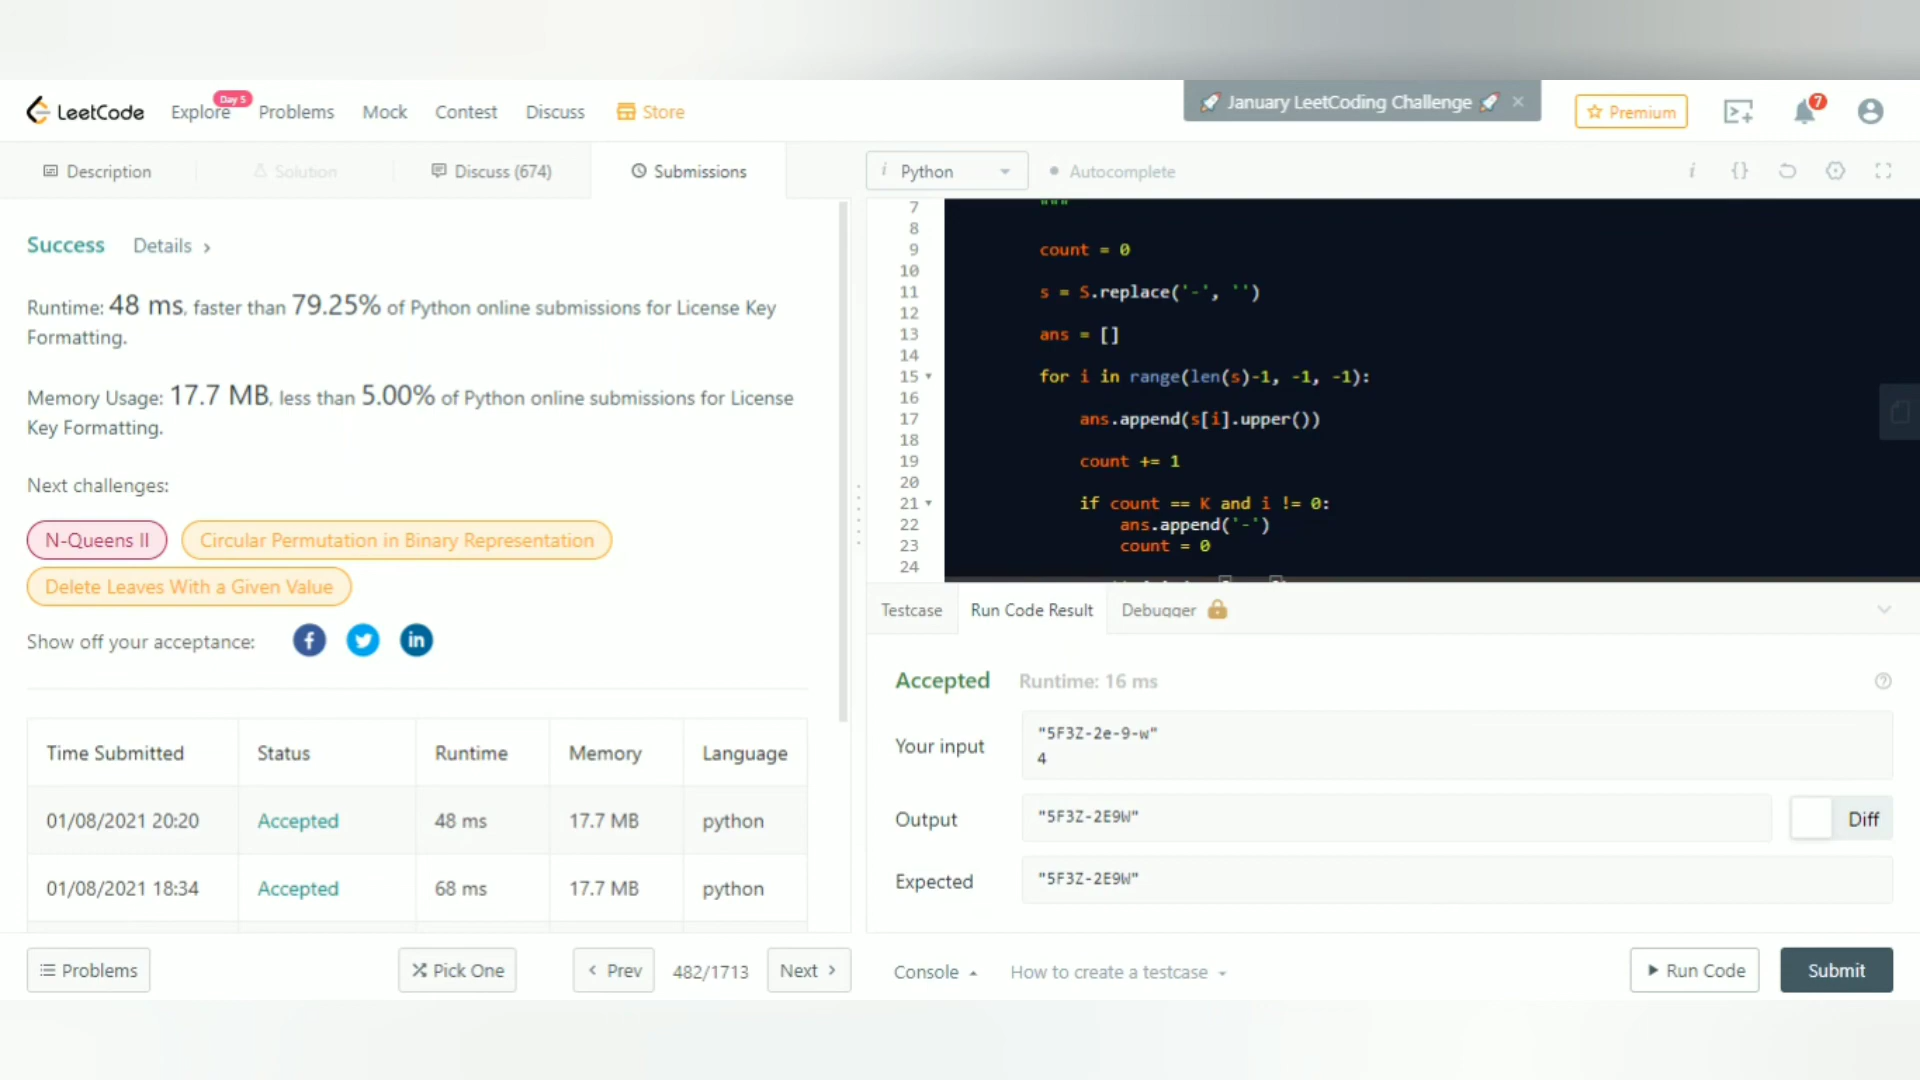 LeetCode
Explore
Day 5
Problems
Mock
Contest
Discuss
Store
🚀 January LeetCoding Challenge 🚀 ×
Premium
7
Description
Solution
Discuss (674)
Submissions
i Python
Autocomplete
Success
Details >
Runtime: 48 ms, faster than 79.25% of Python online submissions for License Key
Formatting.
Memory Usage: 17.7 MB, less than 5.00% of Python online submissions for License
Key Formatting.
Next challenges:
N-Queens II
Circular Permutation in Binary Representation
Delete Leaves With a Given Value
Show off your acceptance:
Time Submitted Status Runtime Memory Language
01/08/2021 20:20 Accepted 48 ms 17.7 MB python
01/08/2021 18:34 Accepted 68 ms 17.7 MB python
Problems
Pick One
< Prev
482/1713
Next >
7 """
8
9 count = 0
10
11 s = S.replace('-', '')
12
13 ans = []
14
15 for i in range(len(s)-1, -1, -1):
16
17 ans.append(s[i].upper())
18
19 count += 1
20
21 if count == K and i != 0:
22 ans.append('-')
23 count = 0
24
Testcase
Run Code Result
Debugger
Accepted
Runtime: 16 ms
Your input
"5F3Z-2e-9-w"
4
Output
"5F3Z-2E9W"
Diff
Expected
"5F3Z-2E9W"
Console
How to create a testcase
Run Code
Submit